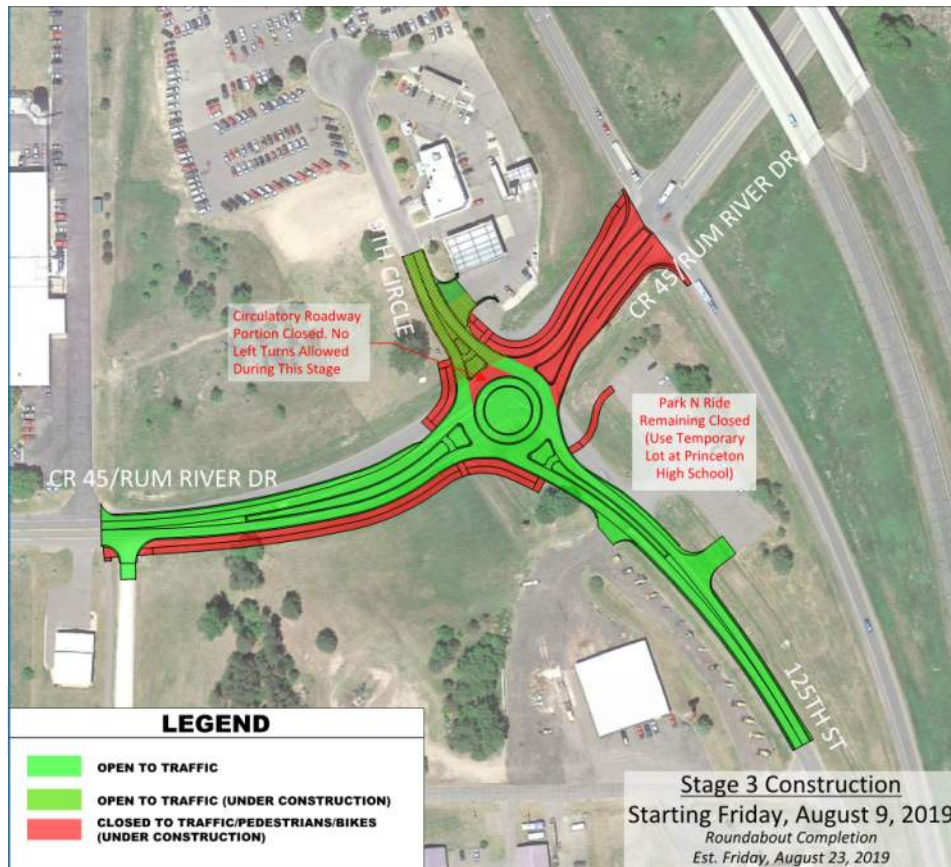 CIRCLE
CR 45/RUM RIVER DR
Circulatory Roadway
Portion Closed. No
Left Turns Allowed
During This Stage
Park N Ride
Remaining Closed
(Use Temporary
Lot at Princeton
High School)
CR 45/RUM RIVER DR
125TH ST
LEGEND
OPEN TO TRAFFIC
OPEN TO TRAFFIC (UNDER CONSTRUCTION)
CLOSED TO TRAFFIC/PEDESTRIANS/BIKES
(UNDER CONSTRUCTION)
Stage 3 Construction
Starting Friday, August 9, 2019
Roundabout Completion
Est. Friday, August 23, 2019